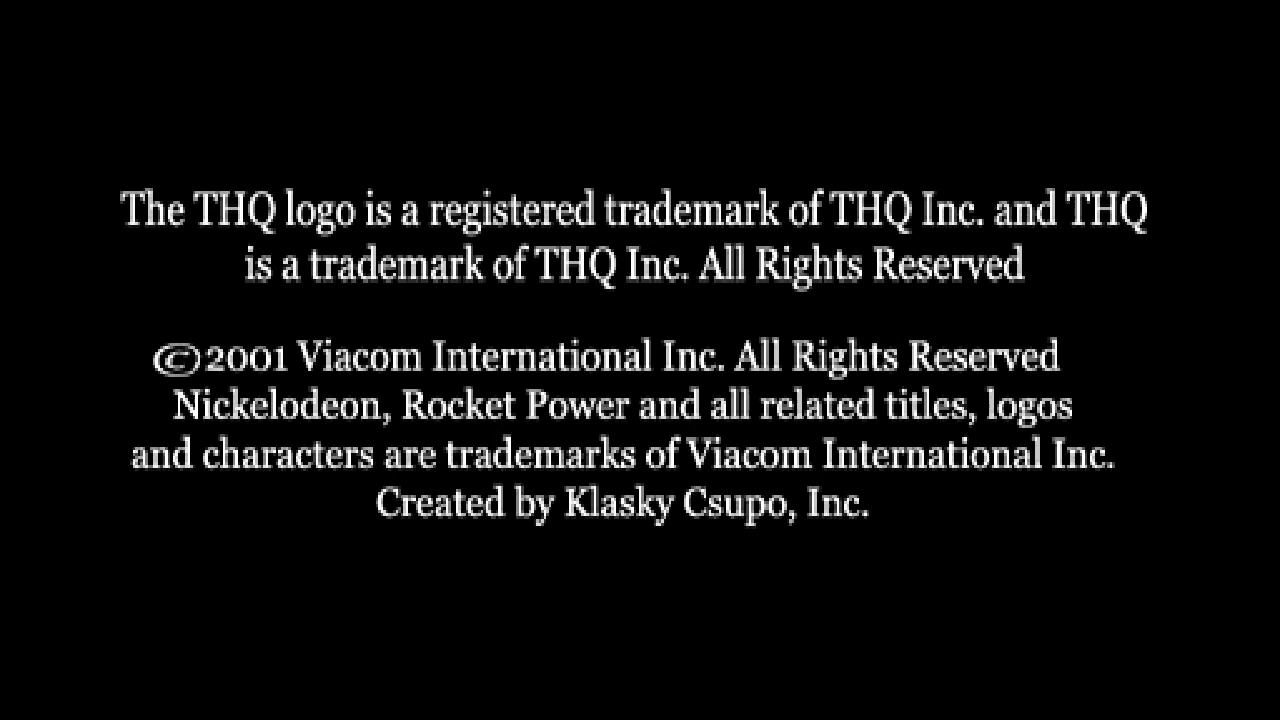 The THQ logo is a registered trademark of THQ Inc. and THQ
is a trademark of THQ Inc. All Rights Reserved
©2001 Viacom International Inc. All Rights Reserved
Nickelodeon, Rocket Power and all related titles, logos
and characters are trademarks of Viacom International Inc.
Created by Klasky Csupo, Inc.